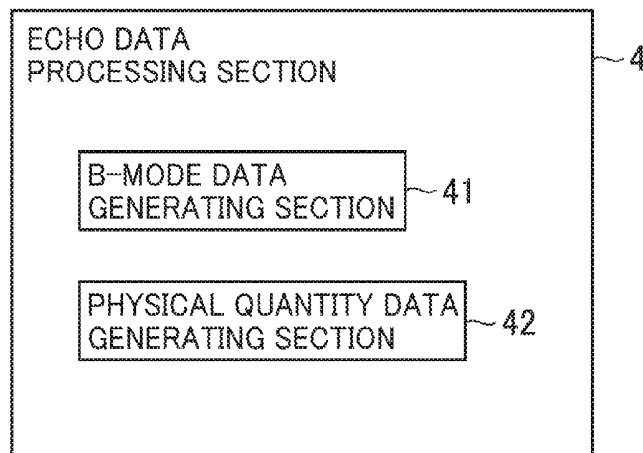 ECHO DATA
PROCESSING SECTION
4
B-MODE DATA
GENERATING SECTION
41
PHYSICAL QUANTITY DATA
GENERATING SECTION
42